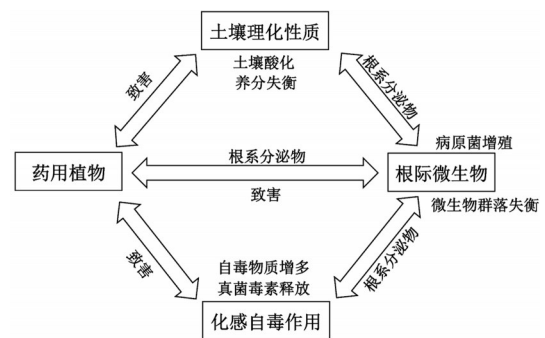 土壤理化性质
土壤酸化
养分失衡
致害
根系分泌物
病原菌增殖
药用植物
根系分泌物
致害
根际微生物
微生物群落失衡
致害
自毒物质增多
真菌毒素释放
根系分泌物
化感自毒作用